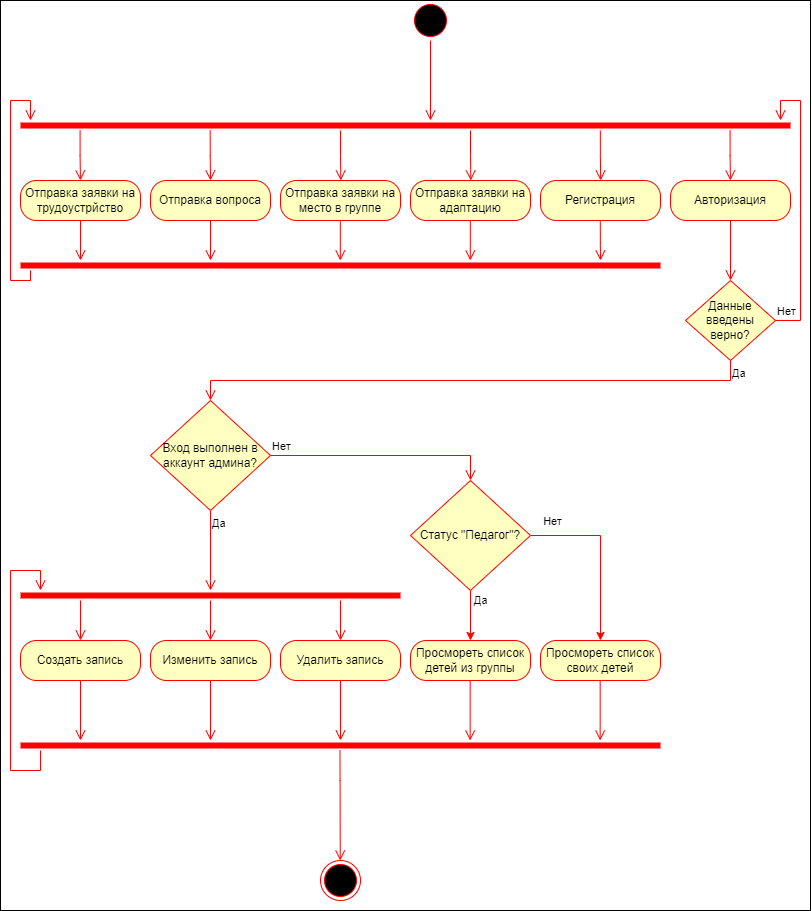 Отправка заявки на
трудоустрйство
Отправка вопроса
Отправка заявки на
место в группе
Отправка заявки на
адаптацию
Регистрация
Авторизация
Данные
введены
верно?
Нет
Да
Вход выполнен в
аккаунт админа?
Нет
Да
Статус "Педагог"?
Нет
Да
Создать запись
Изменить запись
Удалить запись
Просмореть список
детей из группы
Просмореть список
своих детей